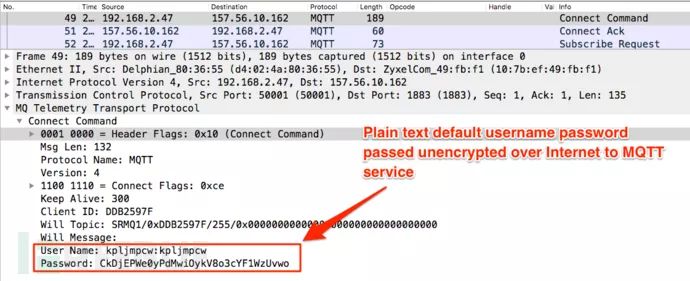 No. Time Source Destination Protocol Length Opcode Handle Val Info
49 2… 192.168.2.47 157.56.10.162 MQTT 189 Connect Command
51 2… 157.56.10.162 192.168.2.47 MQTT 60 Connect Ack
52 2… 192.168.2.47 157.56.10.162 MQTT 73 Subscribe Request
Frame 49: 189 bytes on wire (1512 bits), 189 bytes captured (1512 bits) on interface 0
Ethernet II, Src: Delphian_80:36:55 (d4:02:4a:80:36:55), Dst: ZyxelCom_49:fb:f1 (10:7b:ef:49:fb:f1)
Internet Protocol Version 4, Src: 192.168.2.47, Dst: 157.56.10.162
Transmission Control Protocol, Src Port: 50001 (50001), Dst Port: 1883 (1883), Seq: 1, Ack: 1, Len: 135
MQ Telemetry Transport Protocol
Connect Command
0001 0000 = Header Flags: 0x10 (Connect Command)
Msg Len: 132
Protocol Name: MQTT
Version: 4
1100 1110 = Connect Flags: 0xce
Keep Alive: 300
Client ID: DDB2597F
Will Topic: SRMQ1/0xDDB2597F/255/
Will Message:
User Name: kpljmpcw:kpljmpcw
Password: CkDjEPWe0yPdMwiOykV8o3cYF1WzUvwo
Plain text default username password
passed unencrypted over Internet to MQTT
service